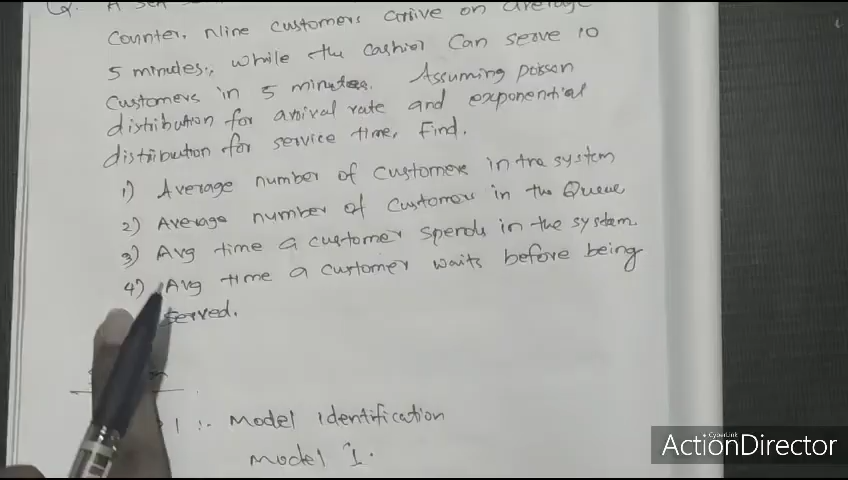 Q. A
counter. Nine customers arrive on average
5 minutes, while the cashier can serve 10
customers in 5 minutes. Assuming poisson
distribution for arrival rate and exponential
distribution for service time. Find.
1) Average number of customers in the system
2) Average number of customers in the Queue
3) Avg time a customer spends in the system
4) Avg time a customer waits before being
served.
1 :- Model Identification
Model I.
CyberLink
ActionDirector